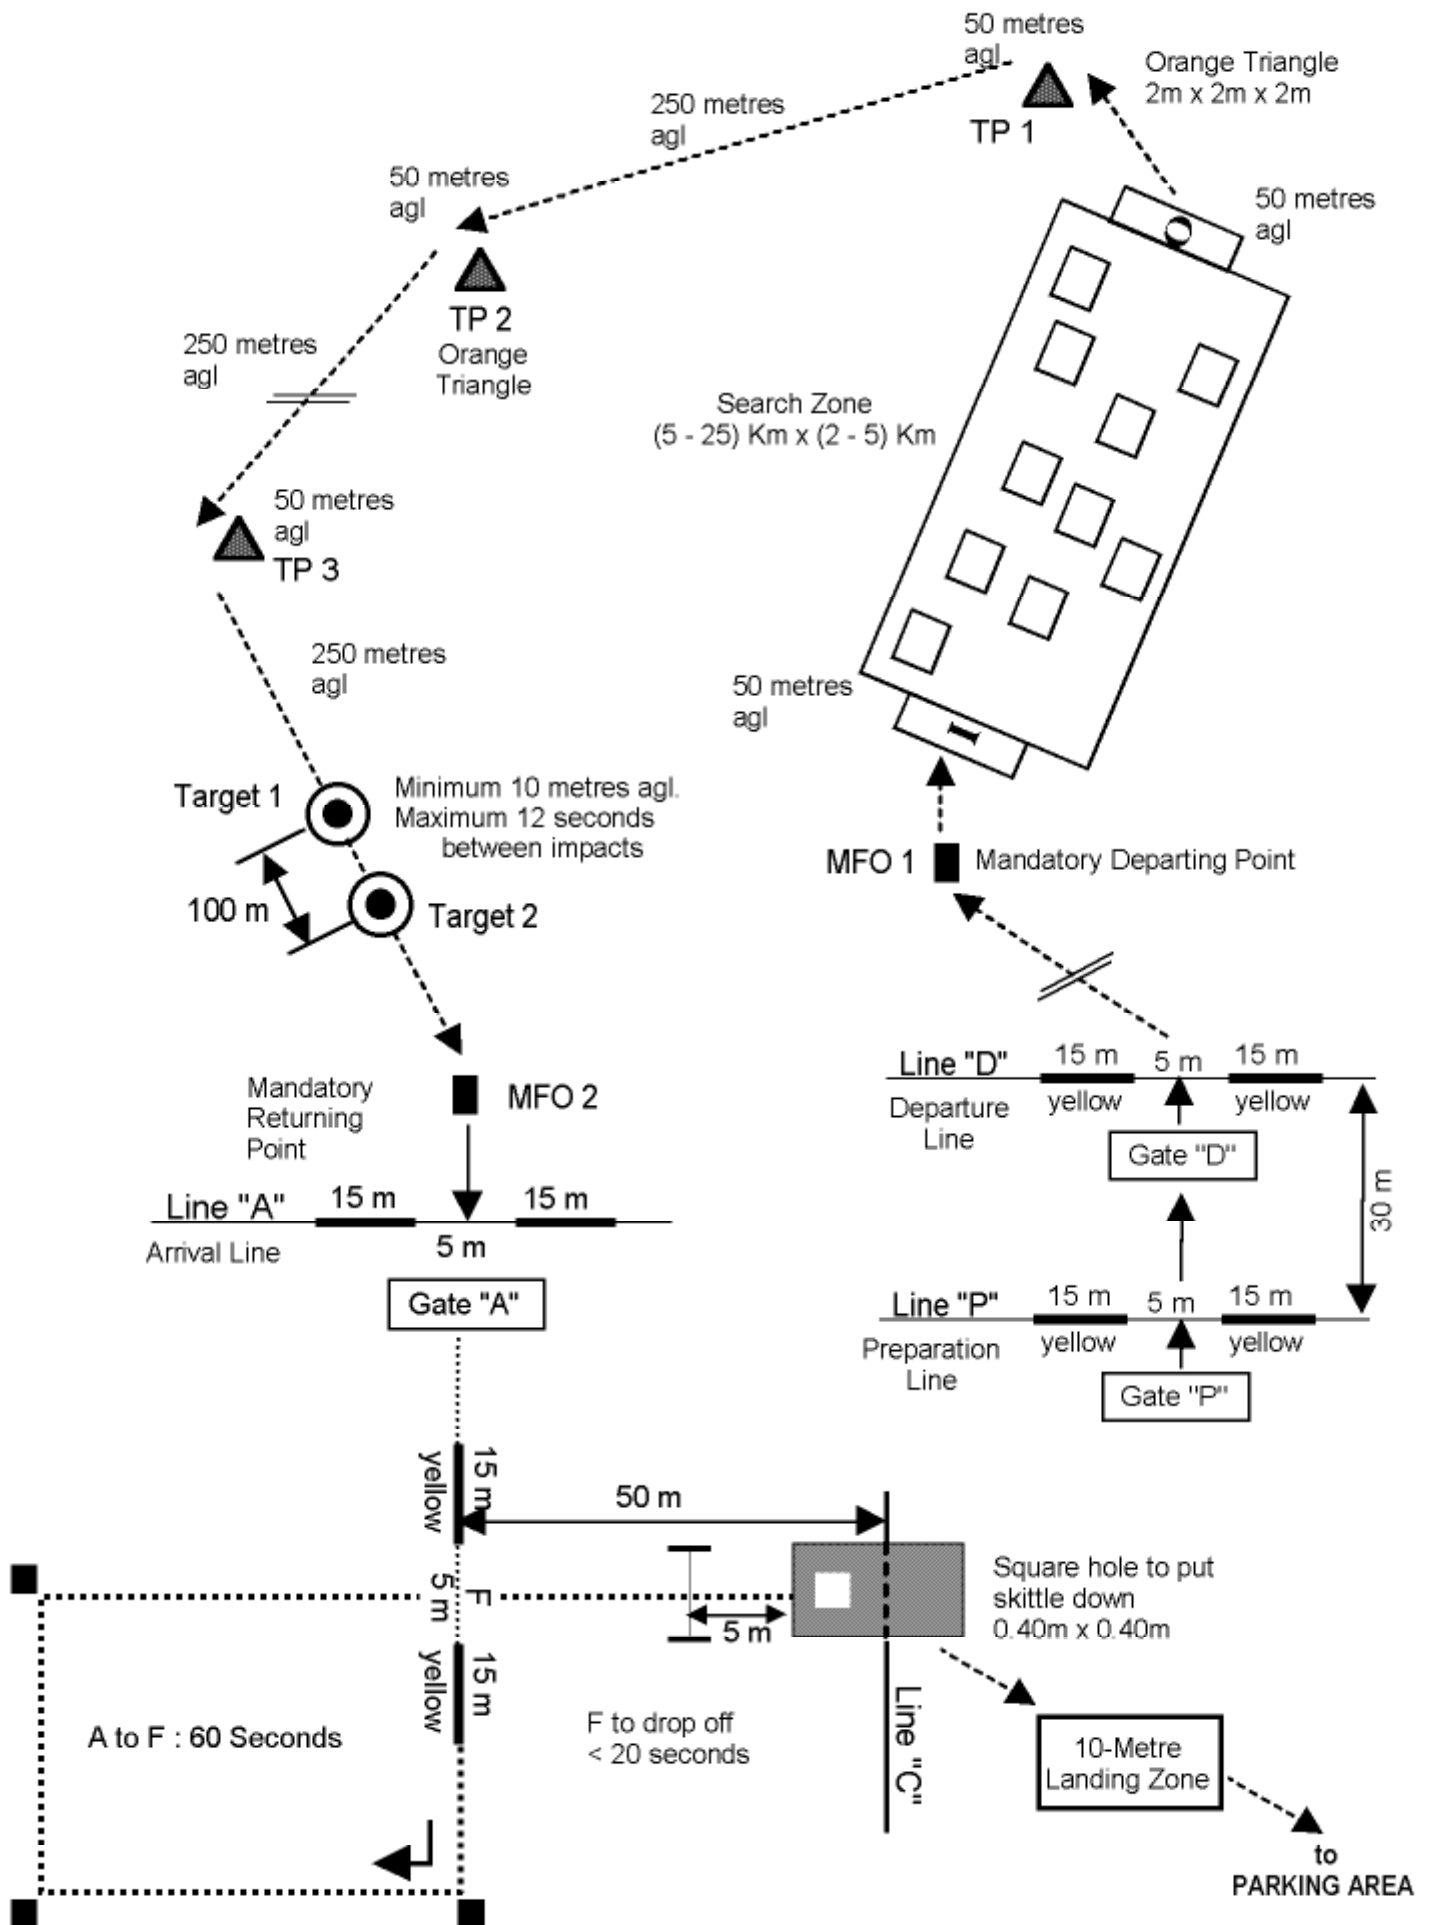 50 metres
agl
Orange Triangle
2m x 2m x 2m
250 metres
agl
TP 1
50 metres
agl
50 metres
agl
TP 2
Orange
Triangle
250 metres
agl
Search Zone
(5 - 25) Km x (2 - 5) Km
50 metres
agl
TP 3
250 metres
agl
50 metres
agl
Target 1
Minimum 10 metres agl.
Maximum 12 seconds
between impacts
MFO 1
Mandatory Departing Point
100 m
Target 2
Line "D"
15 m
5 m
15 m
Departure
Line
yellow
yellow
Gate "D"
Mandatory
Returning
Point
MFO 2
30 m
Line "A"
15 m
15 m
Arrival Line
5 m
Gate "A"
Line "P"
15 m
5 m
15 m
Preparation
Line
yellow
yellow
Gate "P"
15 m
yellow
50 m
5 m
F
5 m
Square hole to put
skittle down
0.40m x 0.40m
15 m
yellow
A to F : 60 Seconds
F to drop off
< 20 seconds
Line "C"
10-Metre
Landing Zone
to
PARKING AREA